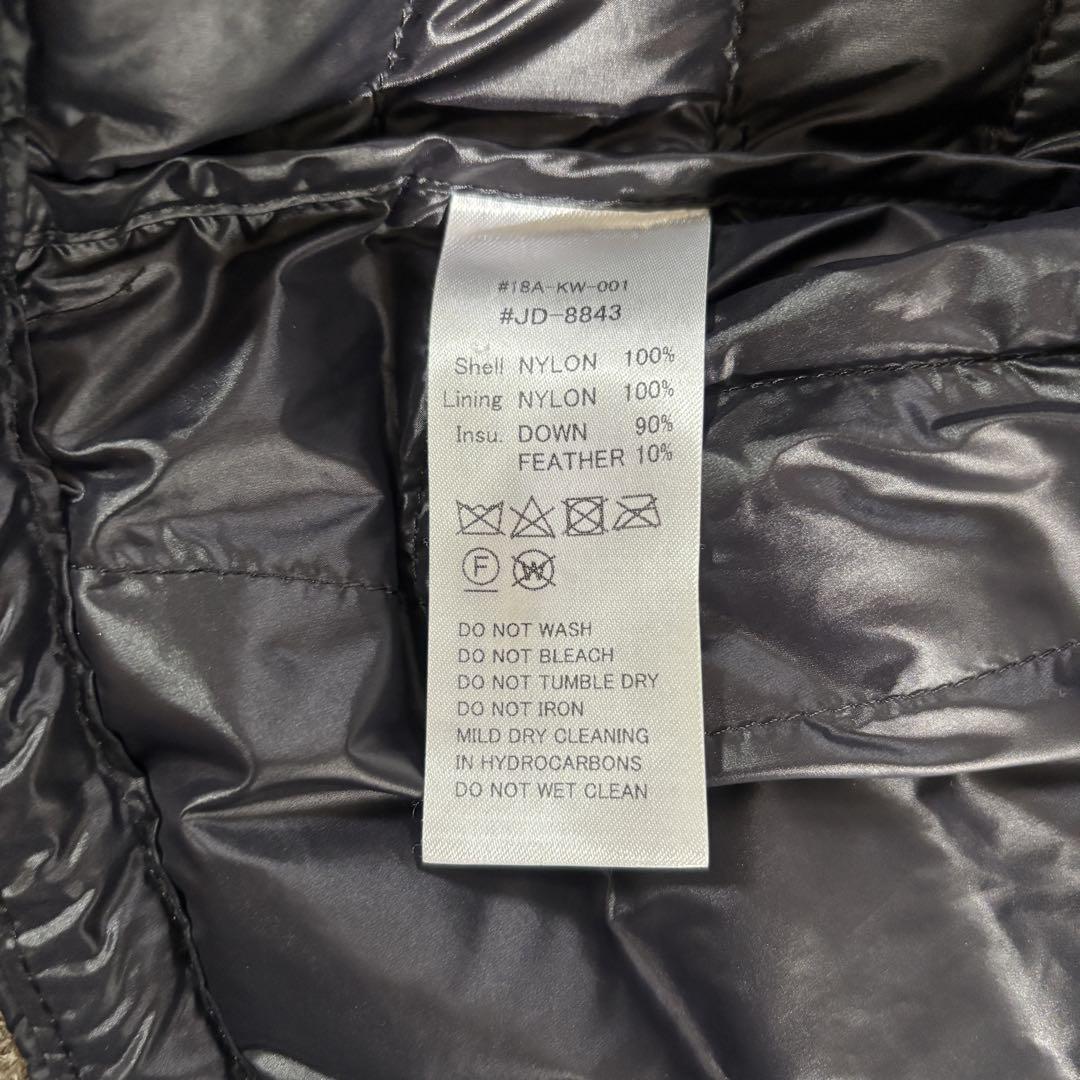 #18A-KW-001
#JD-8843
Shell NYLON 100%
Lining NYLON 100%
Insu. DOWN 90%
FEATHER 10%
F W
DO NOT WASH
DO NOT BLEACH
DO NOT TUMBLE DRY
DO NOT IRON
MILD DRY CLEANING
IN HYDROCARBONS
DO NOT WET CLEAN